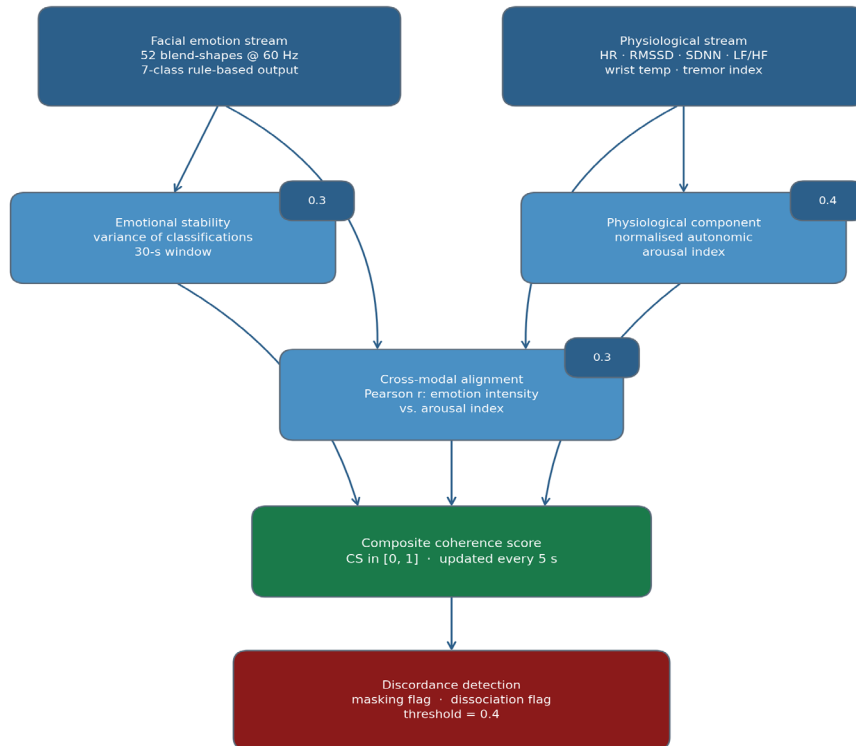 Facial emotion stream
52 blend-shapes @ 60 Hz
7-class rule-based output
Physiological stream
HR · RMSSD · SDNN · LF/HF
wrist temp · tremor index
0.3
Emotional stability
variance of classifications
30-s window
0.4
Physiological component
normalised autonomic
arousal index
0.3
Cross-modal alignment
Pearson r: emotion intensity
vs. arousal index
Composite coherence score
CS in [0, 1] · updated every 5 s
Discordance detection
masking flag · dissociation flag
threshold = 0.4